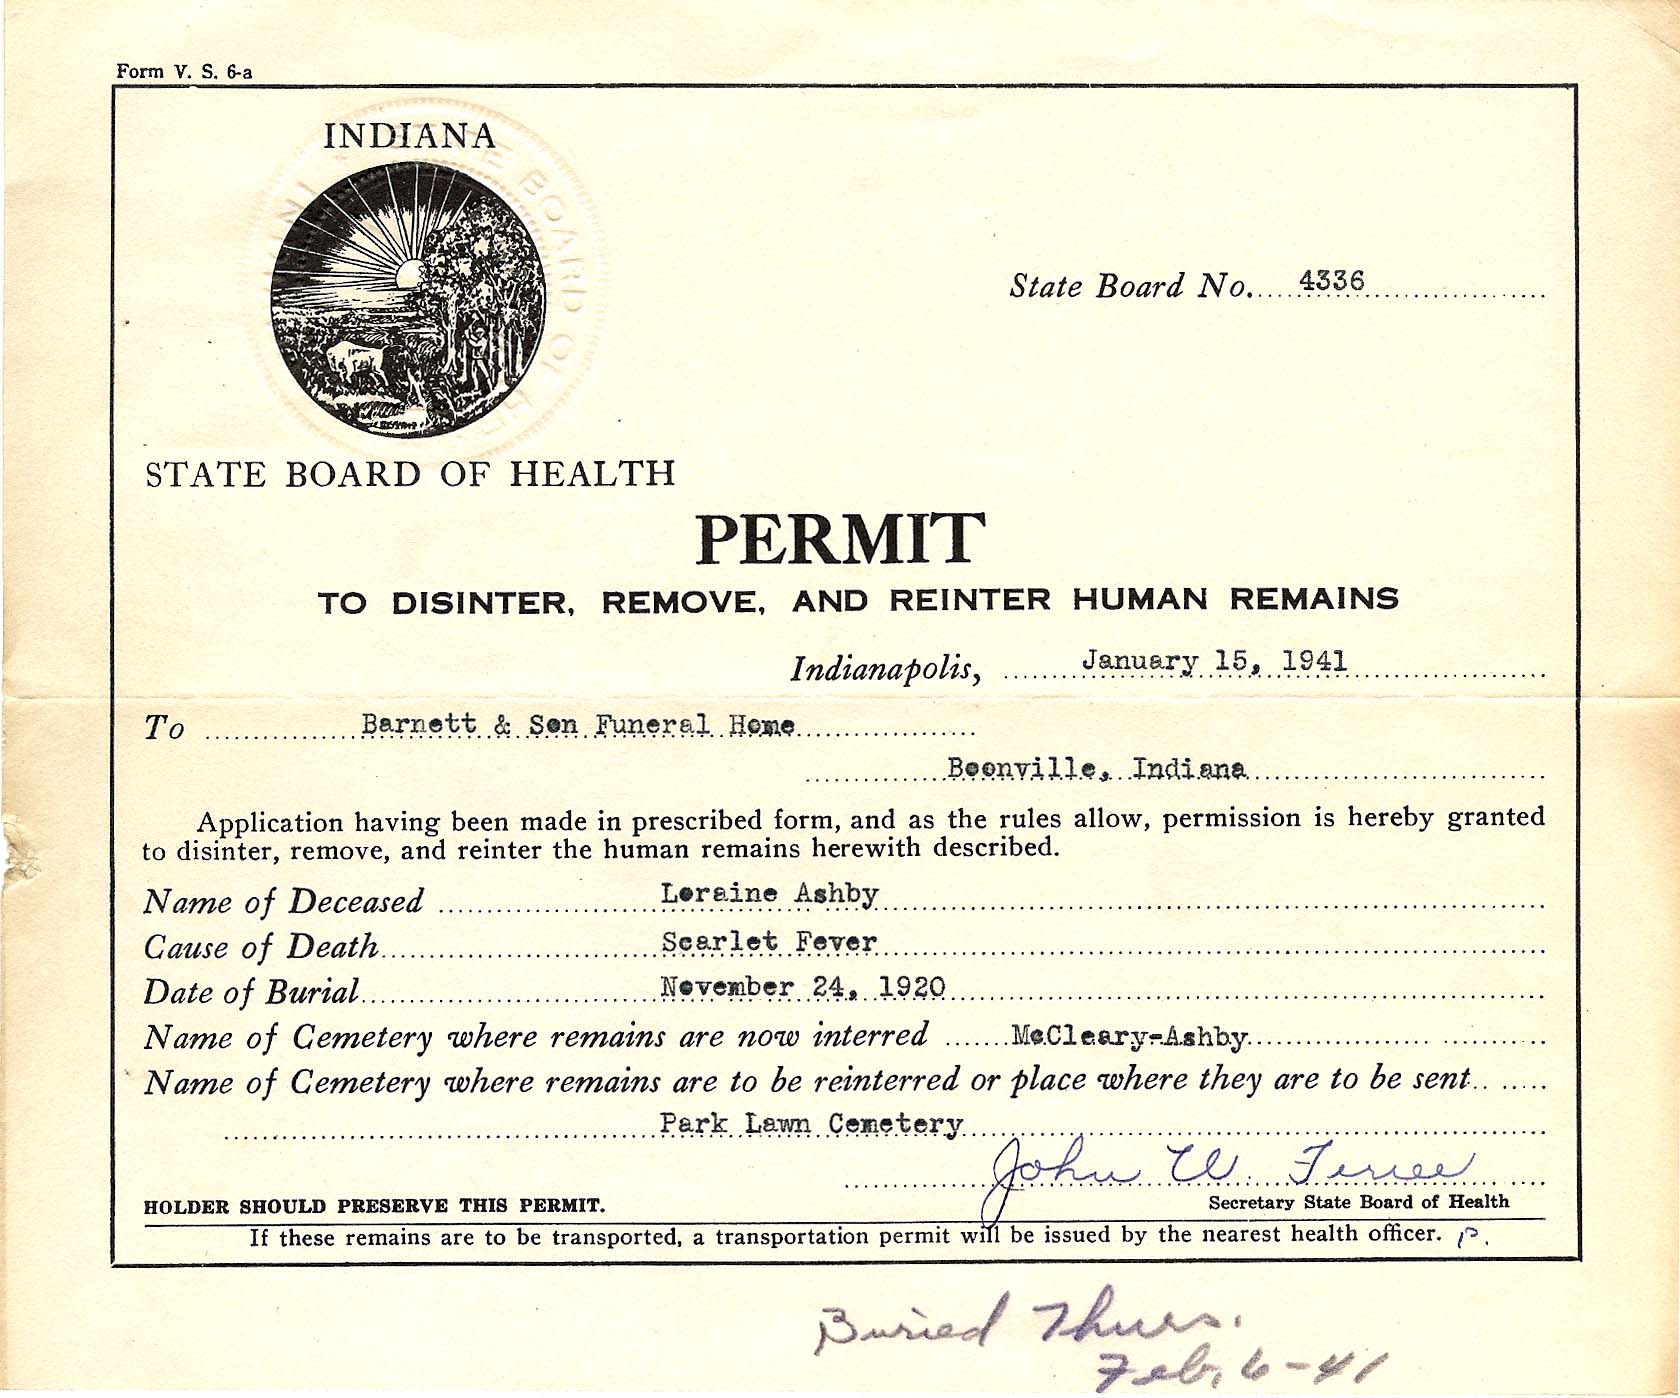 Form V. S. 6-a
INDIANA
STATE BOARD OF HEALTH
State Board No. 4336
PERMIT
TO DISINTER, REMOVE, AND REINTER HUMAN REMAINS
Indianapolis, January 15, 1941
To Barnett & Son Funeral Home
Boonville, Indiana
Application having been made in prescribed form, and as the rules allow, permission is hereby granted
to disinter, remove, and reinter the human remains herewith described.
Name of Deceased Loraine Ashby
Cause of Death Scarlet Fever
Date of Burial November 24, 1920
Name of Cemetery where remains are now interred McCleary-Ashby
Name of Cemetery where remains are to be reinterred or place where they are to be sent
Park Lawn Cemetery
John W. Ferree
HOLDER SHOULD PRESERVE THIS PERMIT. Secretary State Board of Health
If these remains are to be transported, a transportation permit will be issued by the nearest health officer. P.
Buried Thurs.
Feb. 6-41